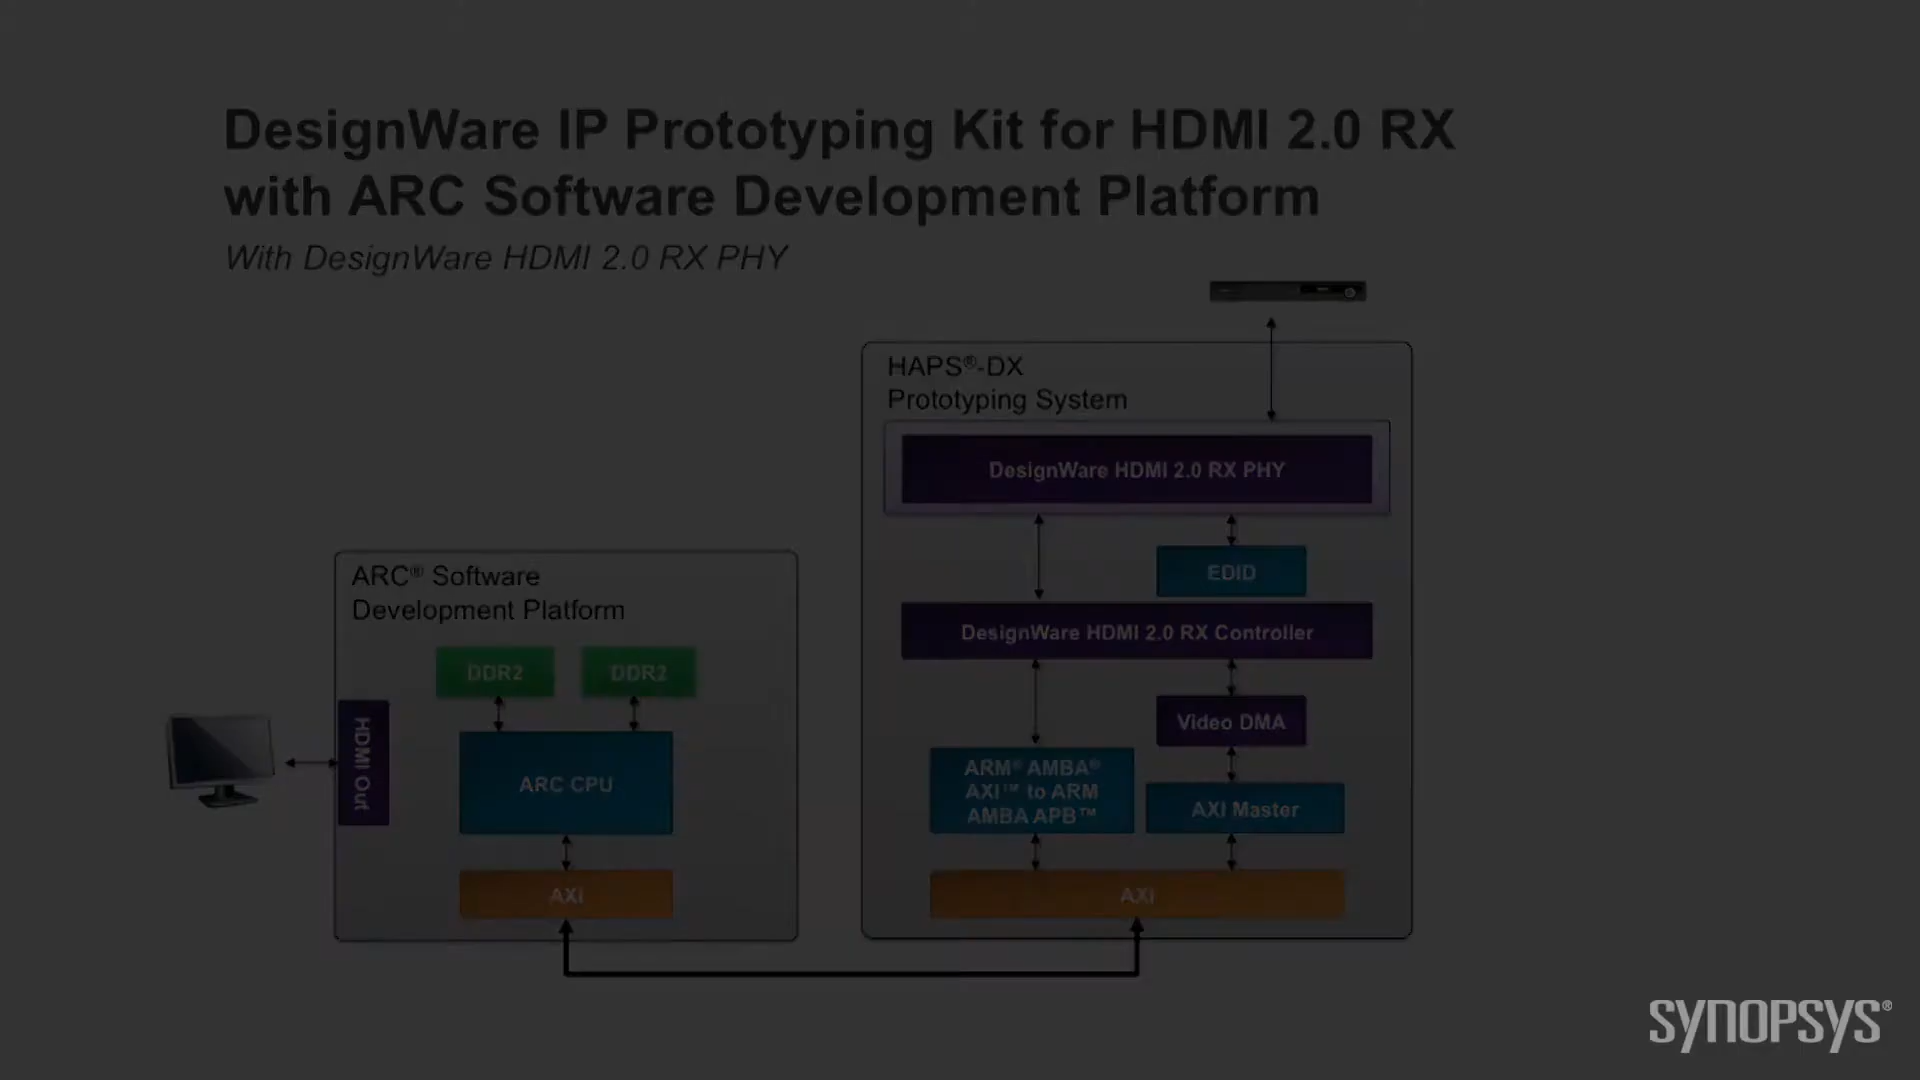 DesignWare IP Prototyping Kit for HDMI 2.0 RX
with ARC Software Development Platform
With DesignWare HDMI 2.0 RX PHY
HAPS®-DX
Prototyping System
DesignWare HDMI 2.0 RX PHY
EDID
DesignWare HDMI 2.0 RX Controller
Video DMA
ARM® AMBA®
AXI™ to ARM
AMBA APB™
AXI Master
AXI
ARC® Software
Development Platform
DDR2
DDR2
HDMI Out
ARC CPU
AXI
SYNOPSYS®